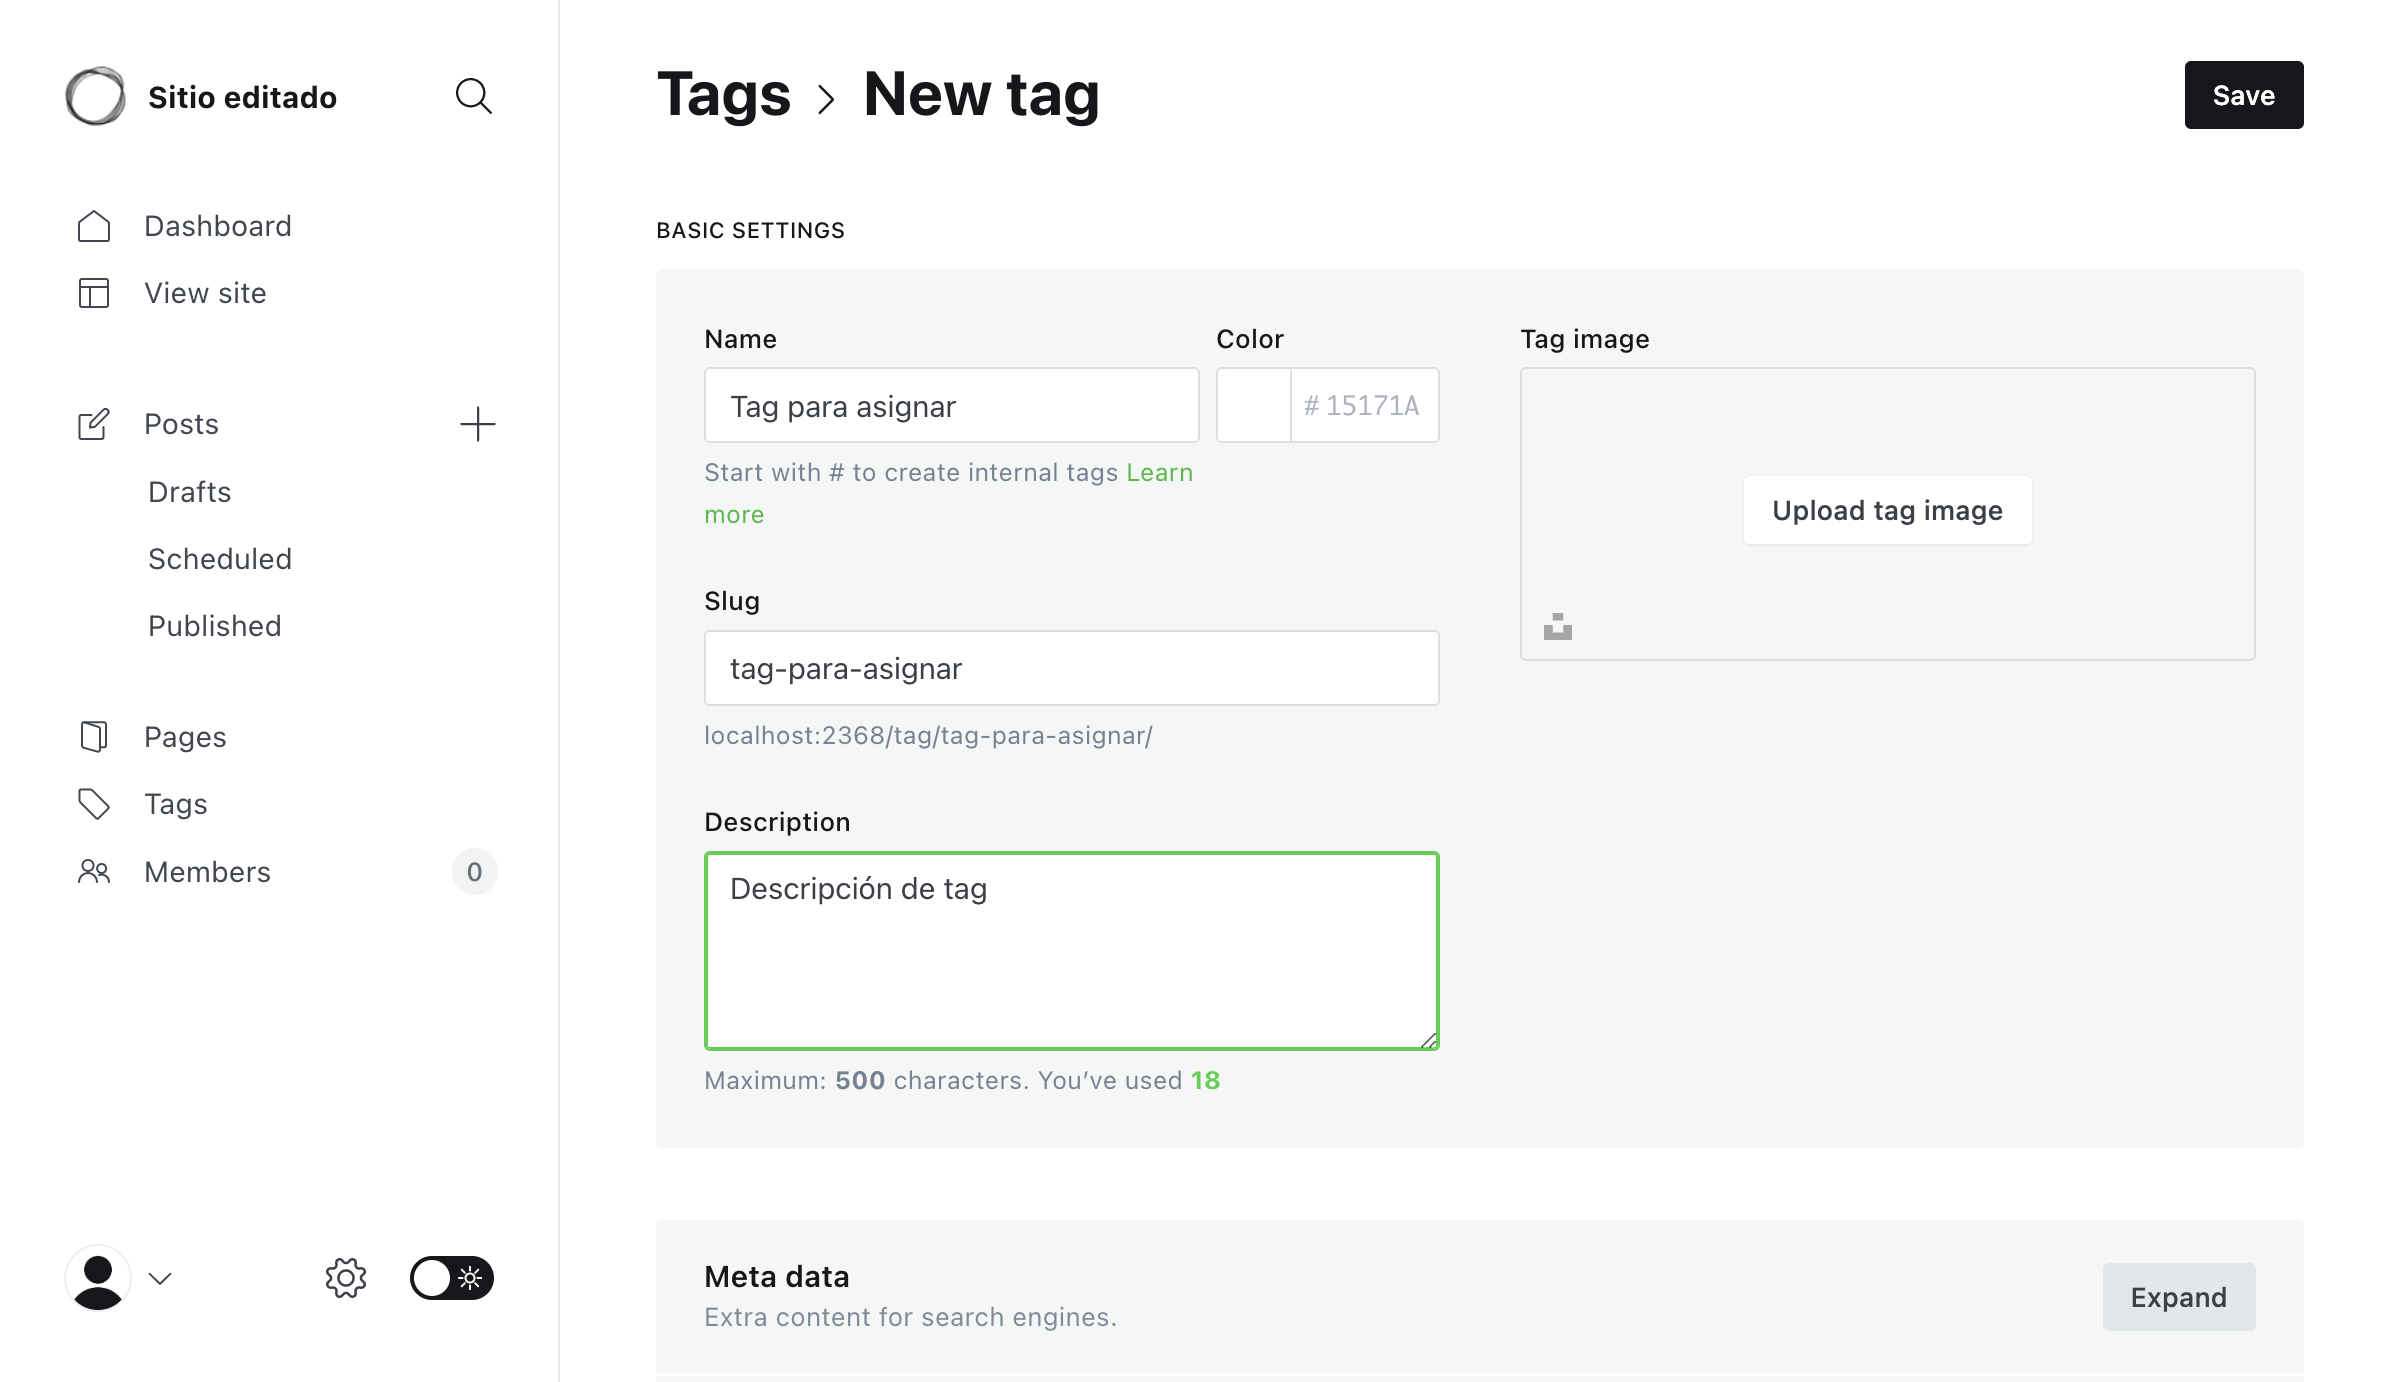 Sitio editado
Dashboard
View site
Posts
Drafts
Scheduled
Published
Pages
Tags
Members
0
Tags > New tag
Save
BASIC SETTINGS
Name
Tag para asignar
Start with # to create internal tags Learn
more
Color
# 15171A
Slug
tag-para-asignar
localhost:2368/tag/tag-para-asignar/
Description
Descripción de tag
Maximum: 500 characters. You’ve used 18
Tag image
Upload tag image
Meta data
Extra content for search engines.
Expand